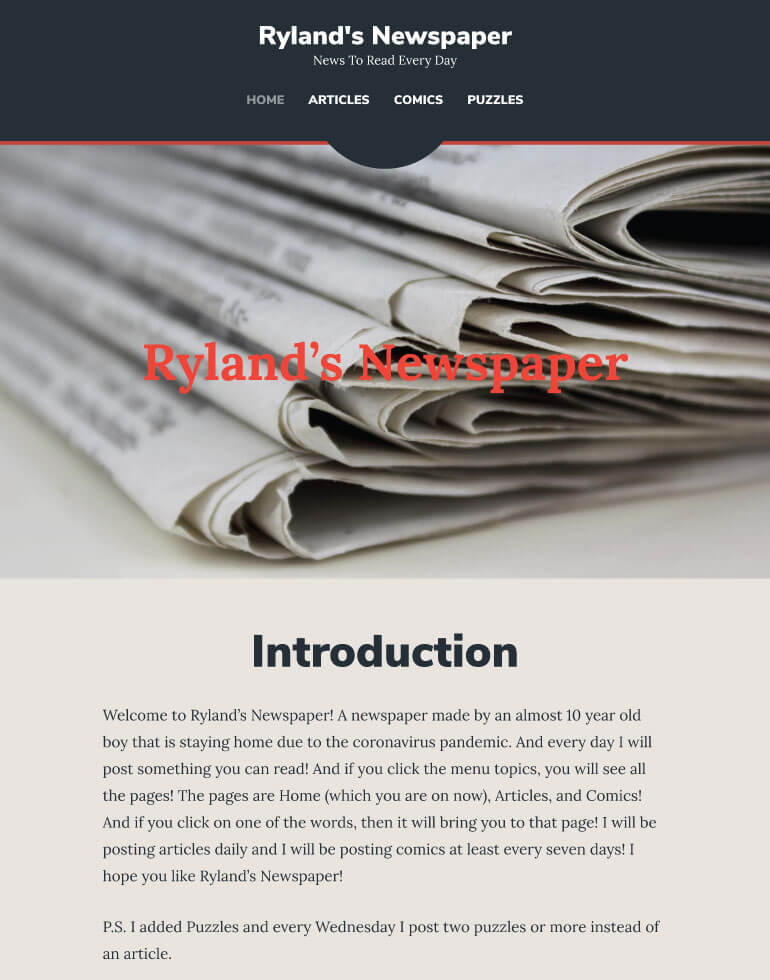 Ryland's Newspaper
News To Read Every Day
HOME ARTICLES COMICS PUZZLES
Ryland’s Newspaper
Introduction
Welcome to Ryland’s Newspaper! A newspaper made by an almost 10 year old
boy that is staying home due to the coronavirus pandemic. And every day I will
post something you can read! And if you click the menu topics, you will see all
the pages! The pages are Home (which you are on now), Articles, and Comics!
And if you click on one of the words, then it will bring you to that page! I will be
posting articles daily and I will be posting comics at least every seven days! I
hope you like Ryland’s Newspaper!
P.S. I added Puzzles and every Wednesday I post two puzzles or more instead of
an article.